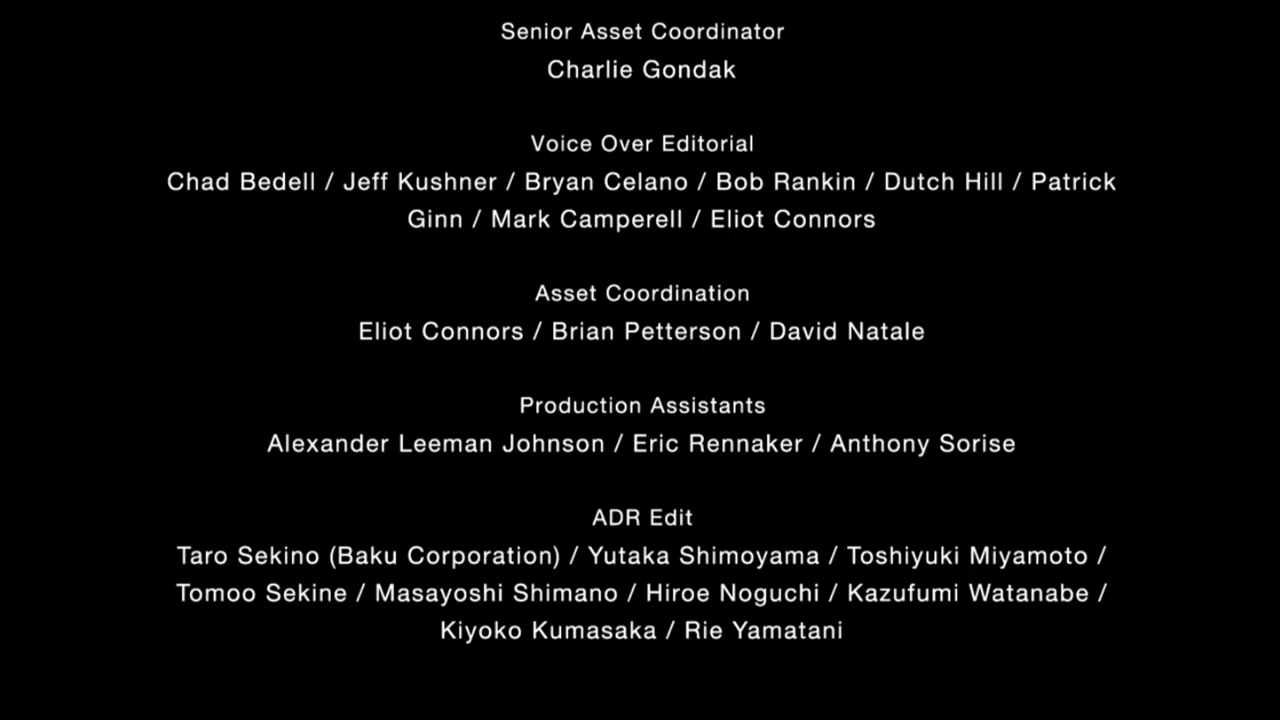 Senior Asset Coordinator
Charlie Gondak
Voice Over Editorial
Chad Bedell / Jeff Kushner / Bryan Celano / Bob Rankin / Dutch Hill / Patrick
Ginn / Mark Camperell / Eliot Connors
Asset Coordination
Eliot Connors / Brian Petterson / David Natale
Production Assistants
Alexander Leeman Johnson / Eric Rennaker / Anthony Sorise
ADR Edit
Taro Sekino (Baku Corporation) / Yutaka Shimoyama / Toshiyuki Miyamoto /
Tomoo Sekine / Masayoshi Shimano / Hiroe Noguchi / Kazufumi Watanabe /
Kiyoko Kumasaka / Rie Yamatani